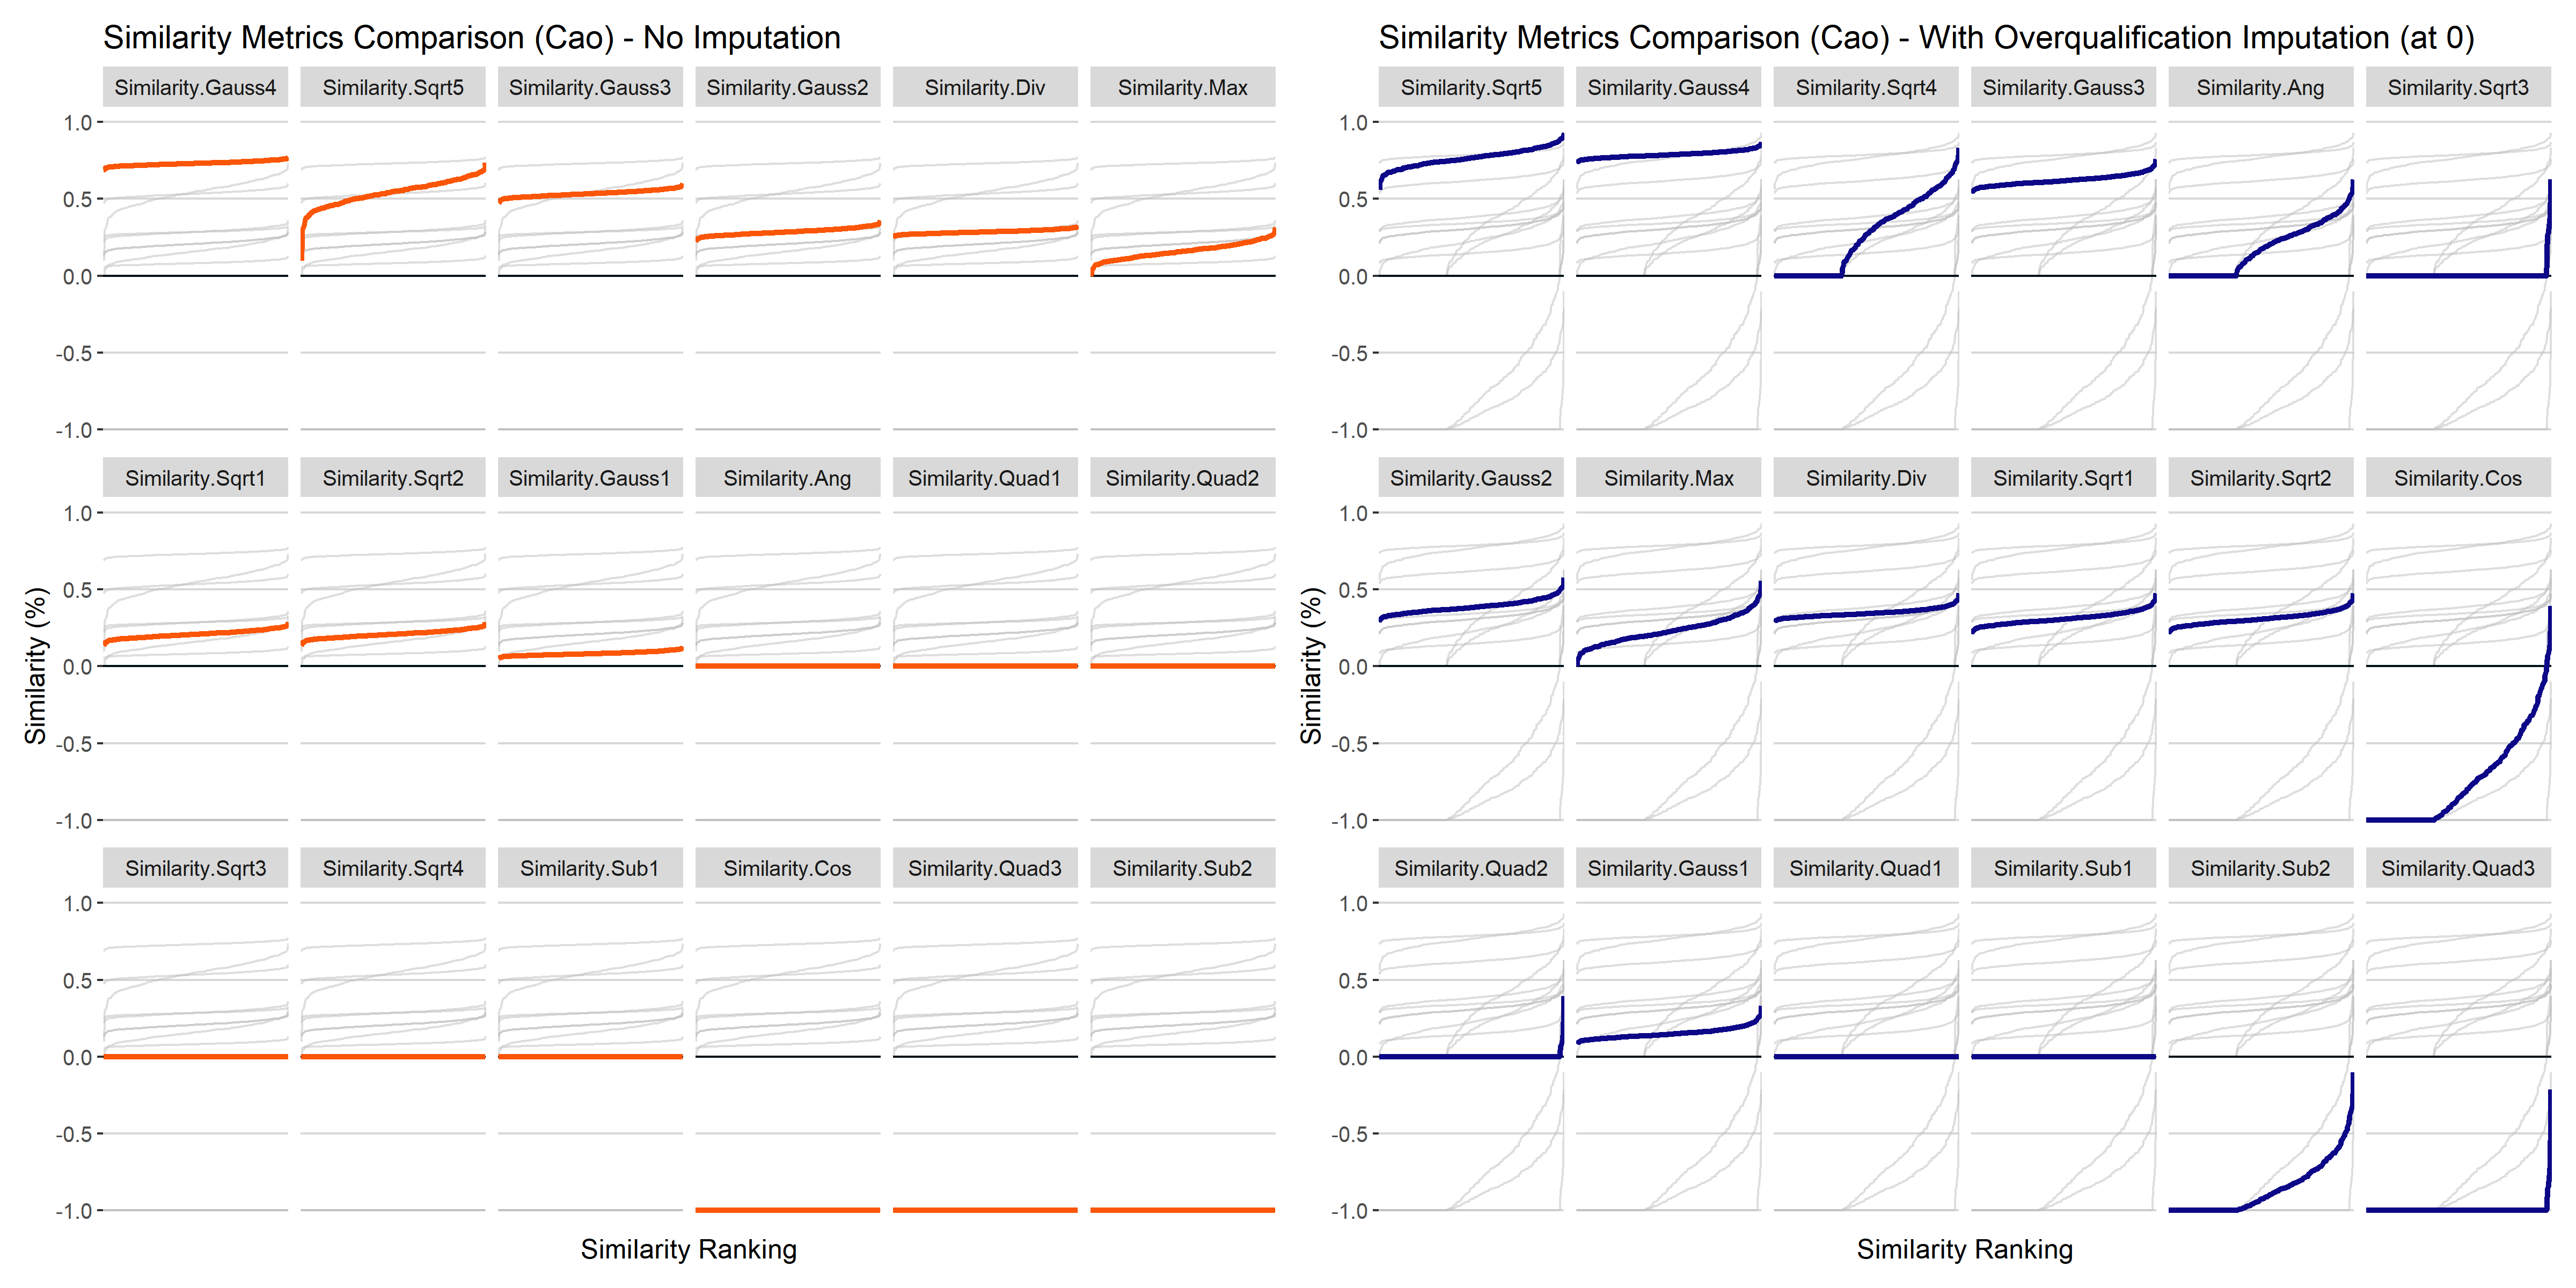 Similarity Metrics Comparison (Cao) - No Imputation
Similarity.Gauss4 Similarity.Sqrt5 Similarity.Gauss3 Similarity.Gauss2 Similarity.Div Similarity.Max
1.0
0.5
0.0
-0.5
-1.0
Similarity.Sqrt1 Similarity.Sqrt2 Similarity.Gauss1 Similarity.Ang Similarity.Quad1 Similarity.Quad2
1.0
0.5
0.0
-0.5
-1.0
Similarity.Sqrt3 Similarity.Sqrt4 Similarity.Sub1 Similarity.Cos Similarity.Quad3 Similarity.Sub2
1.0
0.5
0.0
-0.5
-1.0
Similarity (%)
Similarity Ranking
Similarity Metrics Comparison (Cao) - With Overqualification Imputation (at 0)
Similarity.Sqrt5 Similarity.Gauss4 Similarity.Sqrt4 Similarity.Gauss3 Similarity.Ang Similarity.Sqrt3
1.0
0.5
0.0
-0.5
-1.0
Similarity.Gauss2 Similarity.Max Similarity.Div Similarity.Sqrt1 Similarity.Sqrt2 Similarity.Cos
1.0
0.5
0.0
-0.5
-1.0
Similarity.Quad2 Similarity.Gauss1 Similarity.Quad1 Similarity.Sub1 Similarity.Sub2 Similarity.Quad3
1.0
0.5
0.0
-0.5
-1.0
Similarity (%)
Similarity Ranking